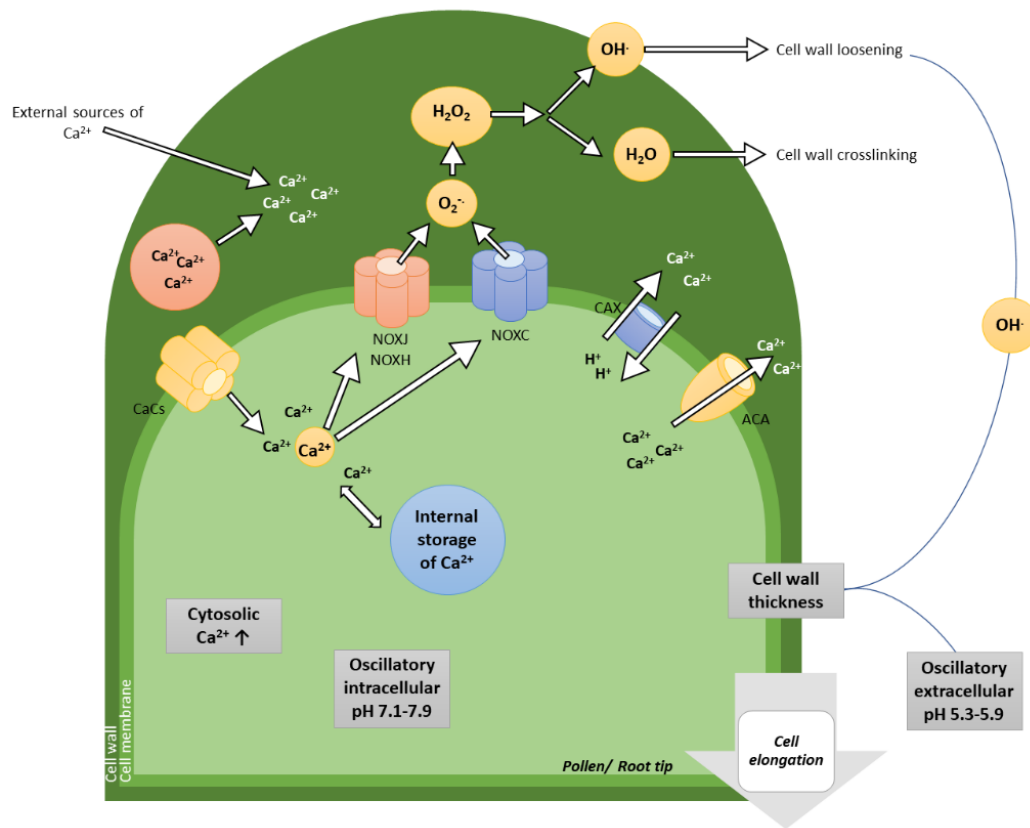 OH·
Cell wall loosening
H₂O₂
External sources of
Ca²⁺
H₂O
Cell wall crosslinking
Ca²⁺
Ca²⁺
Ca²⁺
Ca²⁺
O₂⁻·
Ca²⁺
Ca²⁺
Ca²⁺
Ca²⁺
Ca²⁺
CAX
NOXJ
NOXH
NOXC
OH·
H⁺
H⁺
Ca²⁺
Ca²⁺
CaCs
ACA
Ca²⁺
Ca²⁺
Ca²⁺
Ca²⁺
Ca²⁺
Ca²⁺
Ca²⁺
Internal
storage
of Ca²⁺
Cell wall
thickness
Cytosolic
Ca²⁺ ↑
Oscillatory
intracellular
pH 7.1-7.9
Oscillatory
extracellular
pH 5.3-5.9
Cell wall
Cell membrane
Cell
elongation
Pollen/ Root tip